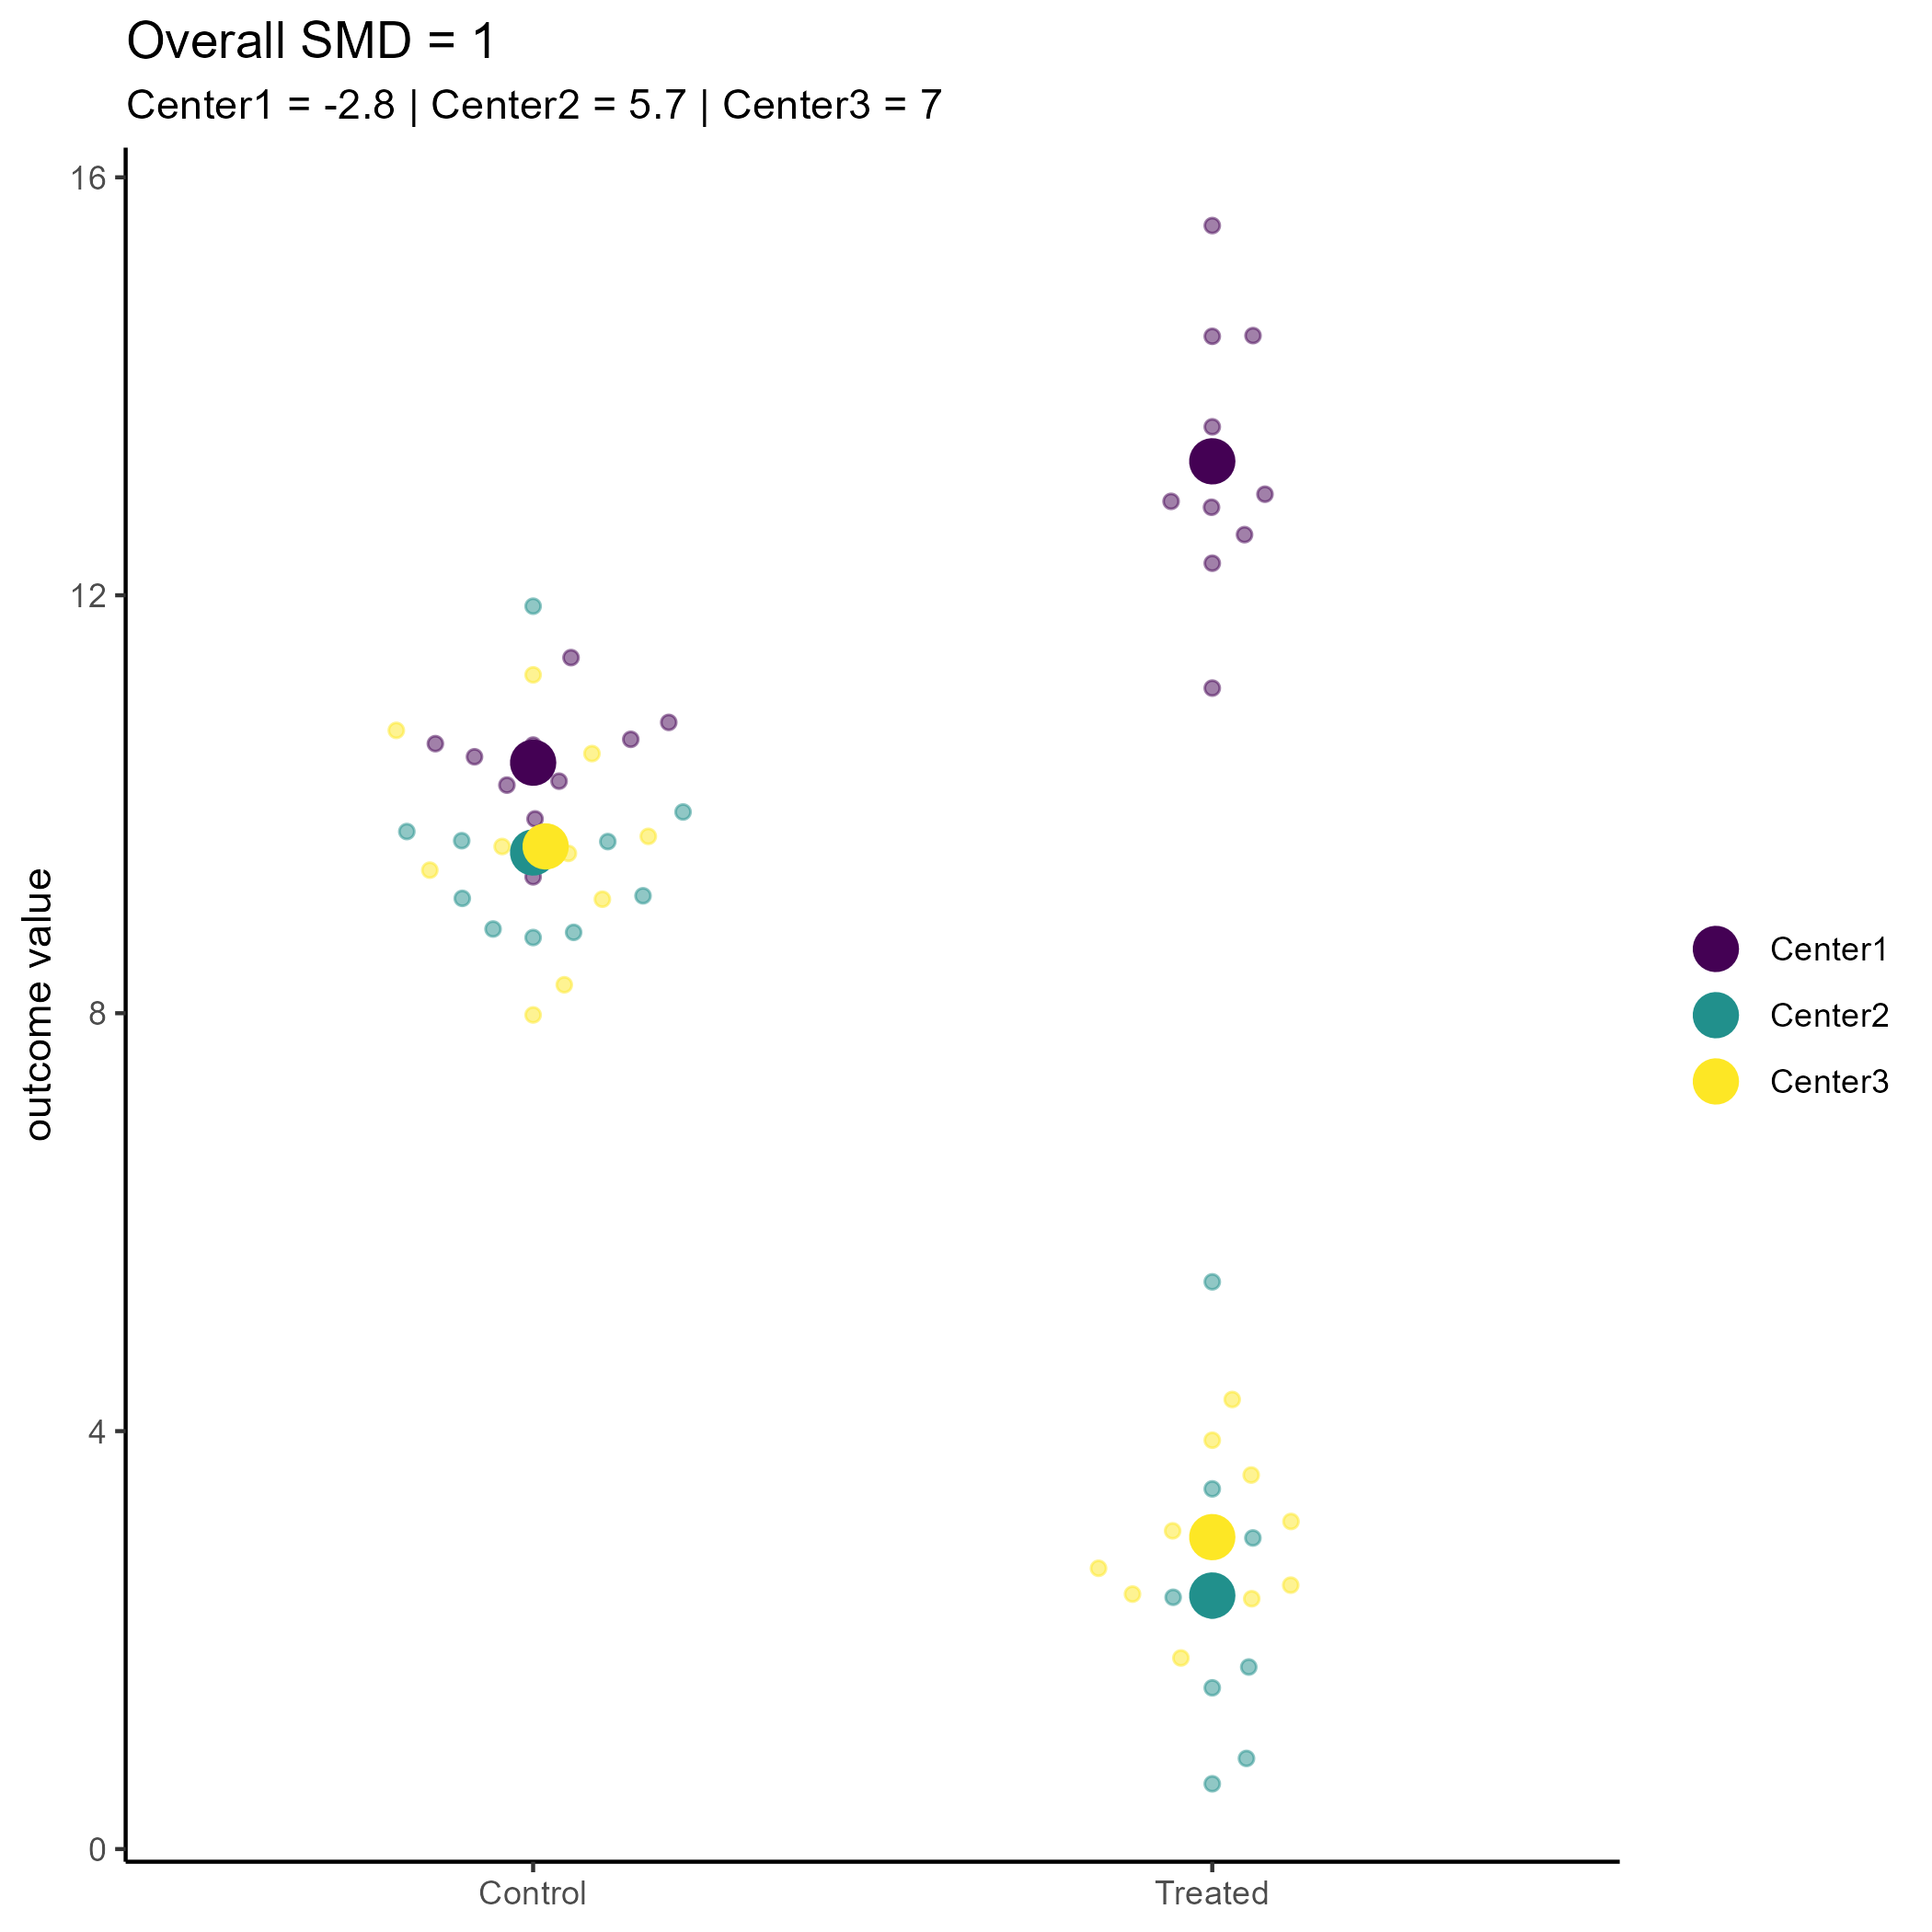 Overall SMD = 1
Center1 = -2.8 | Center2 = 5.7 | Center3 = 7
16
12
8
4
0
outcome value
Control
Treated
Center1
Center2
Center3